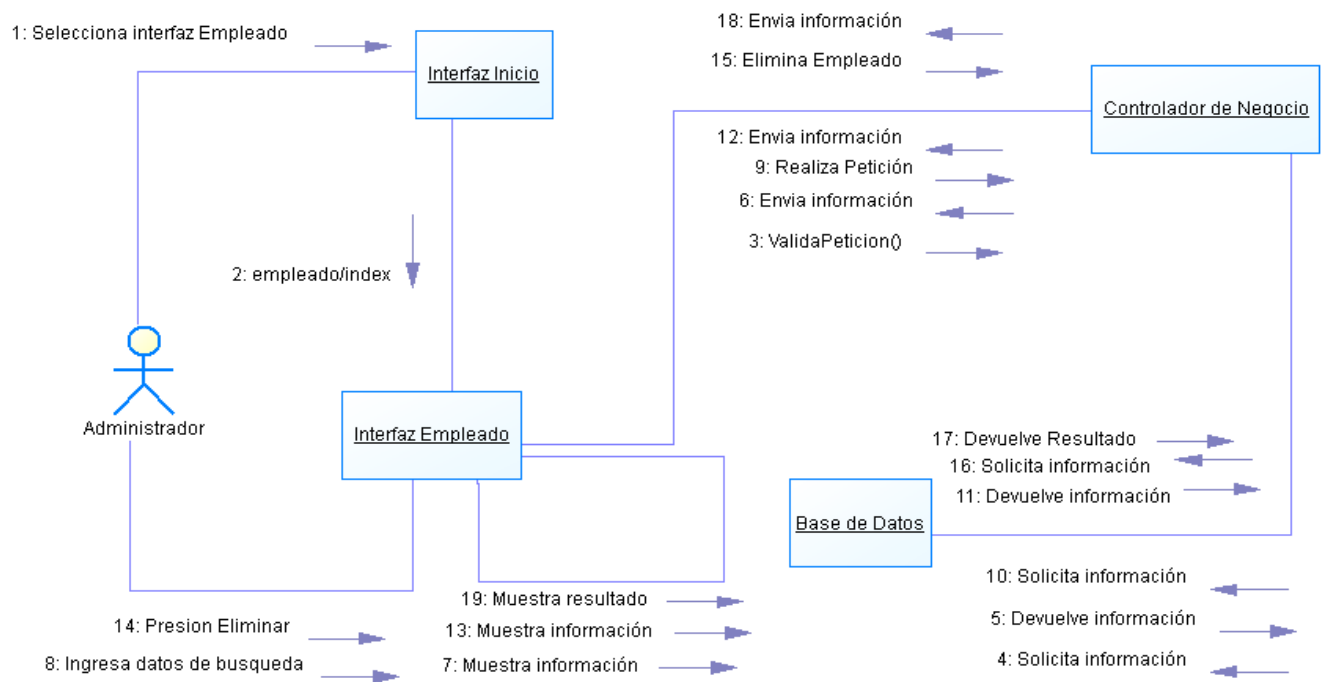 18: Envia información
1: Selecciona interfaz Empleado
15: Elimina Empleado
Interfaz Inicio
Controlador de Negocio
12: Envia información
9: Realiza Petición
6: Envia información
3: ValidaPeticion()
2: empleado/index
Administrador
Interfaz Empleado
17: Devuelve Resultado
16: Solicita información
11: Devuelve información
Base de Datos
10: Solicita información
19: Muestra resultado
14: Presion Eliminar
13: Muestra información
5: Devuelve información
8: Ingresa datos de busqueda
7: Muestra información
4: Solicita información